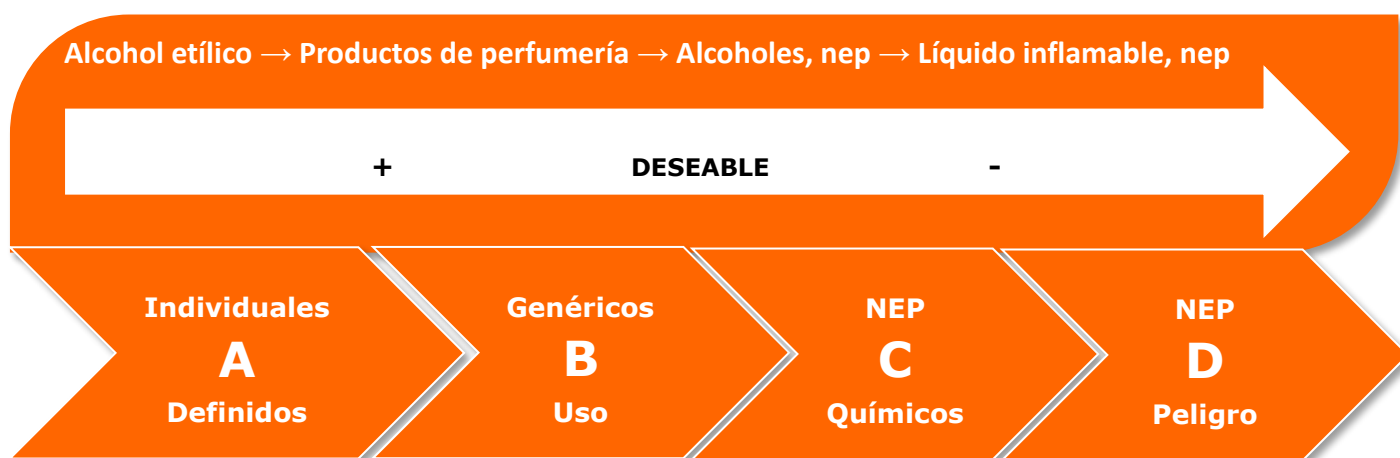 Alcohol etílico → Productos de perfumería → Alcoholes, nep → Líquido inflamable, nep
+ DESEABLE -
Individuales
A
Definidos
Genéricos
B
Uso
NEP
C
Químicos
NEP
D
Peligro